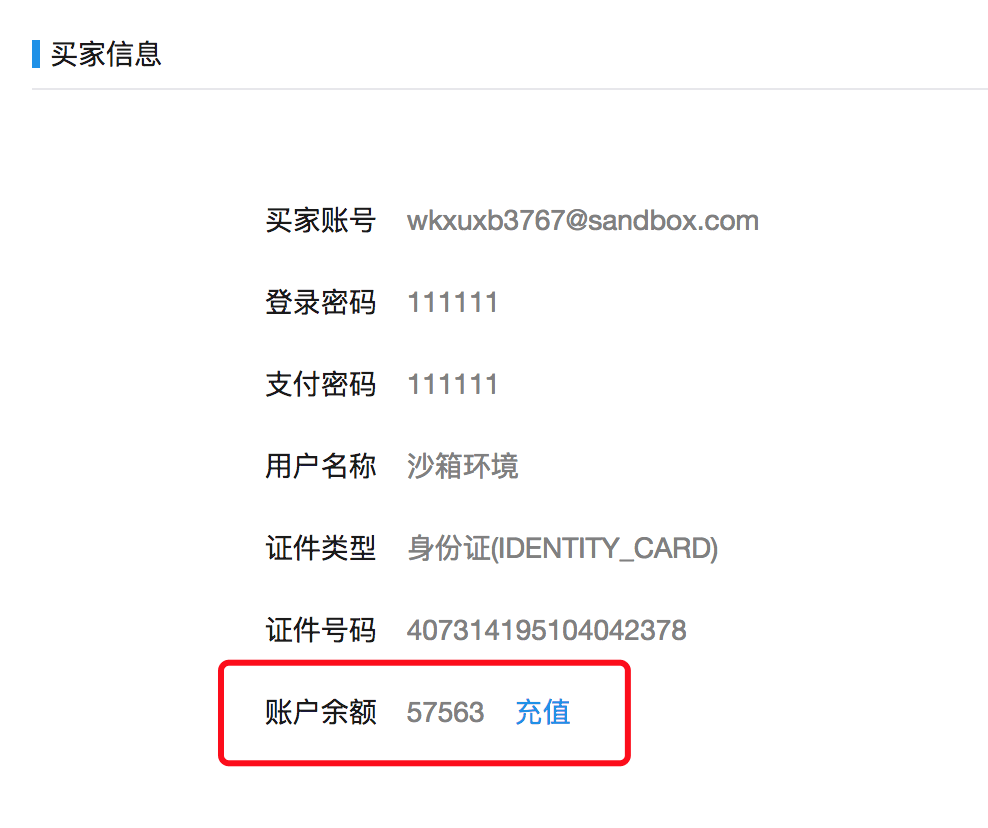 买家信息
买家账号 wkxuxb3767@sandbox.com
登录密码 111111
支付密码 111111
用户名称 沙箱环境
证件类型 身份证(IDENTITY_CARD)
证件号码 407314195104042378
账户余额 57563 充值